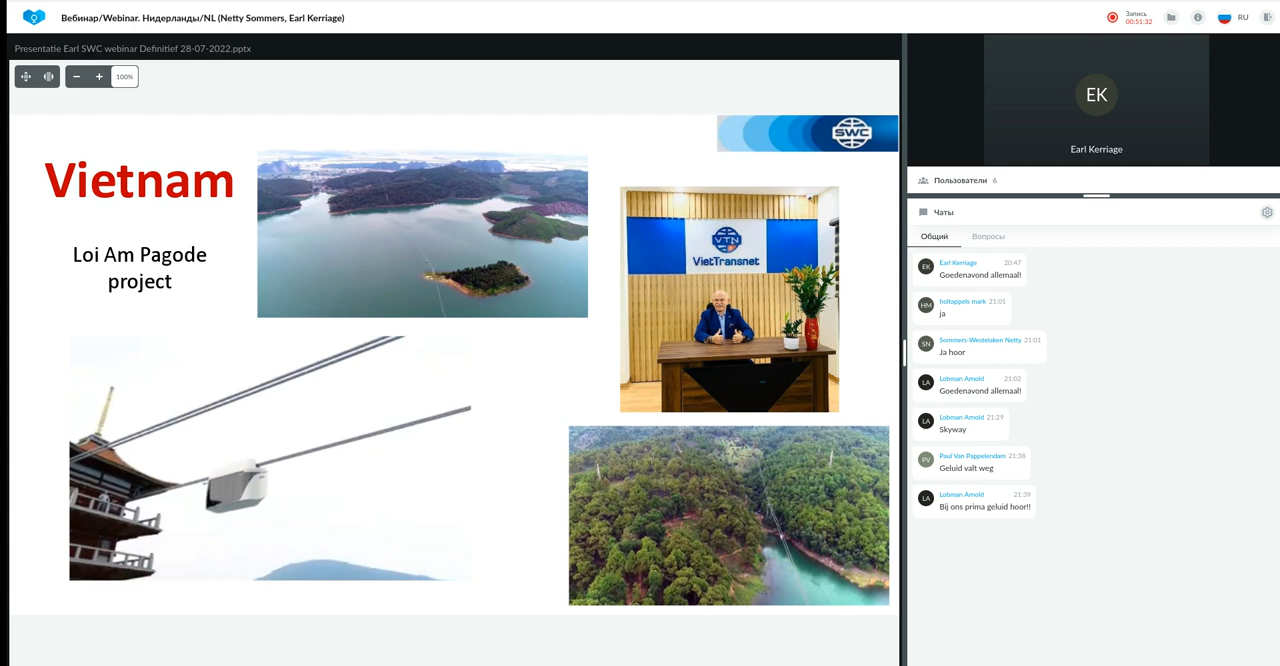 Вебинар/Webinar. Нидерланды/NL (Netty Sommers, Earl Kerriage)
Запись
00:51:32
RU
Presentatie Earl SWC webinar Definitief 28-07-2022.pptx
100%
SWC
Vietnam
Loi Am Pagode
project
VTN
VietTransnet
EK
Earl Kerriage
Пользователи 6
Чаты
Общий
Вопросы
EK
Earl Kerriage 20:47
Goedenavond allemaal!
HM
holtappels mark 21:01
ja
SN
Sommers-Westelaken Netty 21:01
Ja hoor
LA
Lobman Arnold 21:02
Goedenavond allemaal!
LA
Lobman Arnold 21:29
Skyway
PV
Paul Van Pappelendam 21:38
Geluid valt weg
LA
Lobman Arnold 21:39
Bij ons prima geluid hoor!!